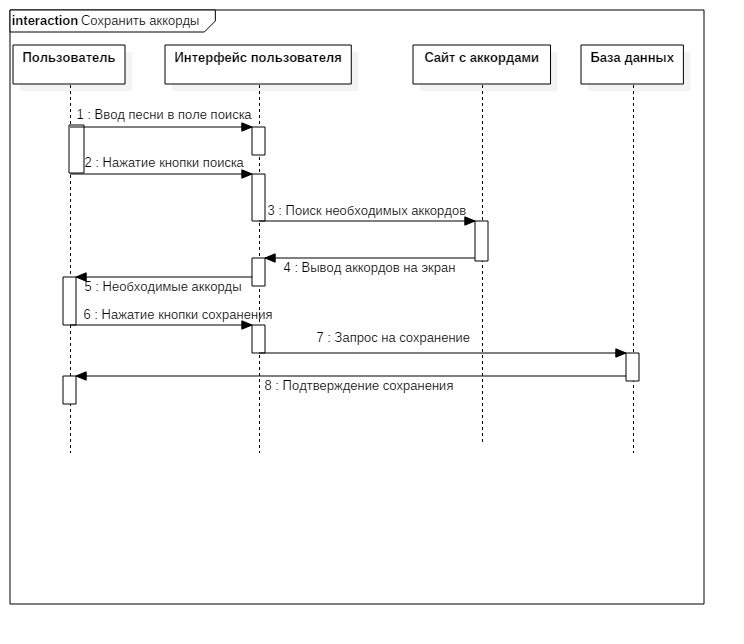 interaction Сохранить аккорды
Пользователь
Интерфейс пользователя
Сайт с аккордами
База данных
1 : Ввод песни в поле поиска
2 : Нажатие кнопки поиска
3 : Поиск необходимых аккордов
4 : Вывод аккордов на экран
5 : Необходимые аккорды
6 : Нажатие кнопки сохранения
7 : Запрос на сохранение
8 : Подтверждение сохранения